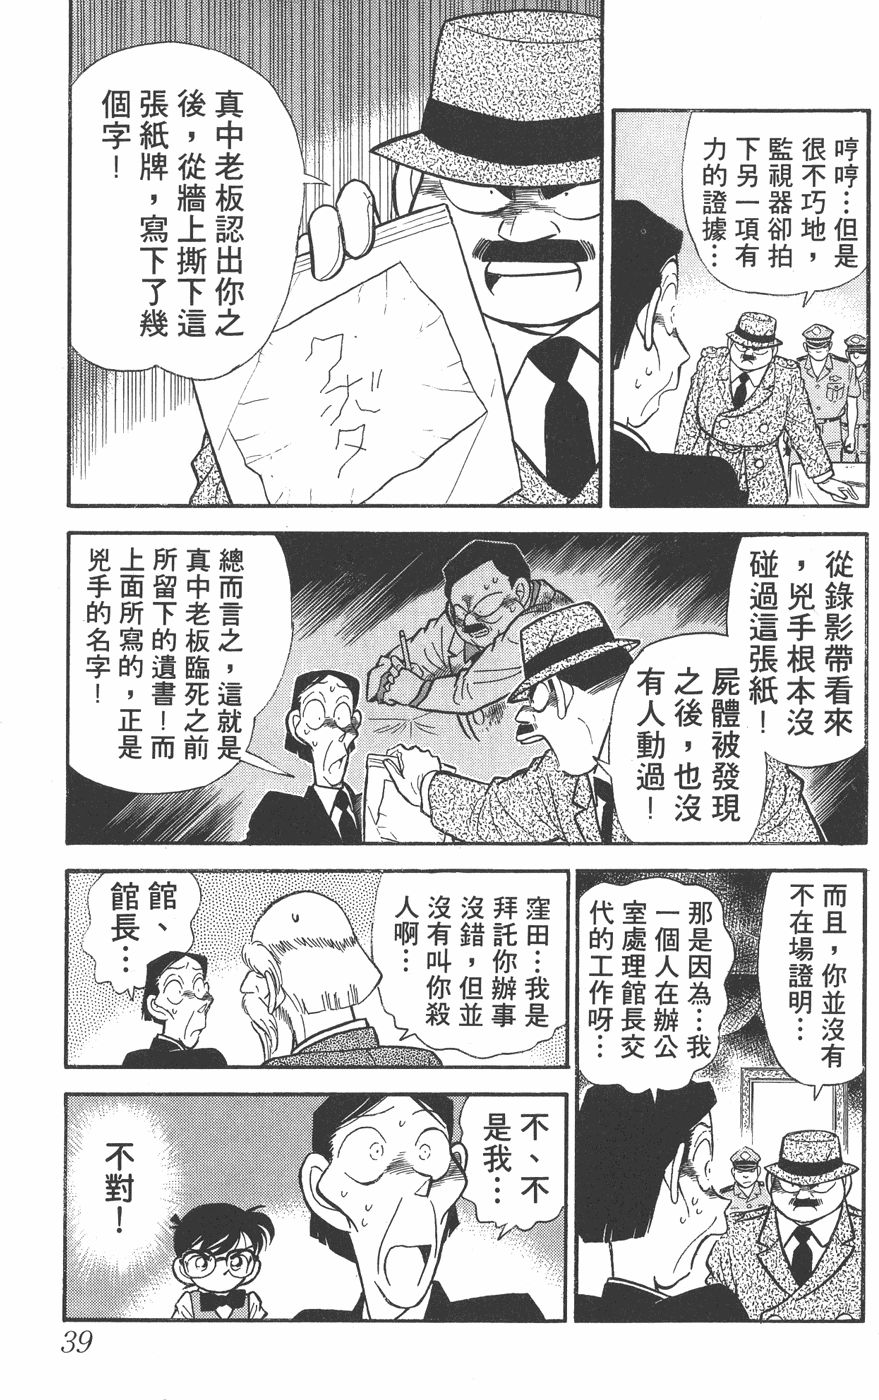 哼哼…但是
很不巧地，
監視器卻拍
下另一項有
力的證據…
真中老板認出你之
後，從牆上撕下這
張紙牌，寫下了幾
個字！
從錄影帶看來
，兇手根本沒
碰過這張紙！
屍體被發現
之後，也沒
有人動過！
總而言之，這就是
真中老板臨死之前
所留下的遺書！而
上面所寫的，正是
兇手的名字！
而且，你並沒有
不在場證明…
那是因為…我
一個人在辦公
室處理館長交
代的工作呀…
窪田…我是
拜託你辦事
沒錯，但並
沒有叫你殺
人啊…
館、
館長…
不、不
是我…
不對！
39